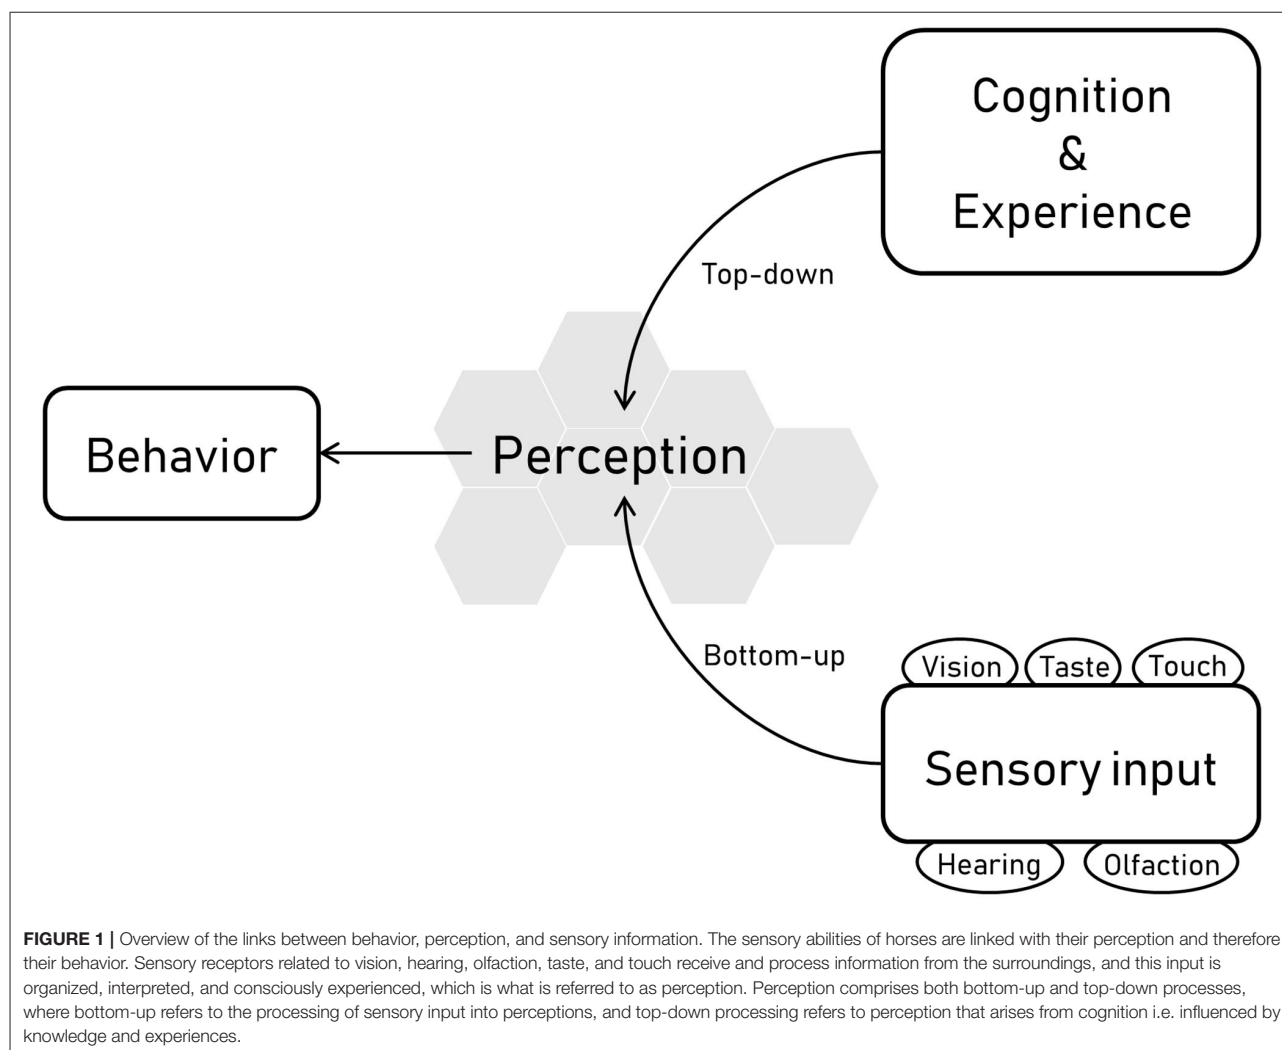 Cognition
&
Experience
Top-down
Behavior
Perception
Bottom-up
Vision Taste Touch
Sensory input
Hearing Olfaction
FIGURE 1 | Overview of the links between behavior, perception, and sensory information. The sensory abilities of horses are linked with their perception and therefore
their behavior. Sensory receptors related to vision, hearing, olfaction, taste, and touch receive and process information from the surroundings, and this input is
organized, interpreted, and consciously experienced, which is what is referred to as perception. Perception comprises both bottom-up and top-down processes,
where bottom-up refers to the processing of sensory input into perceptions, and top-down processing refers to perception that arises from cognition i.e. influenced by
knowledge and experiences.